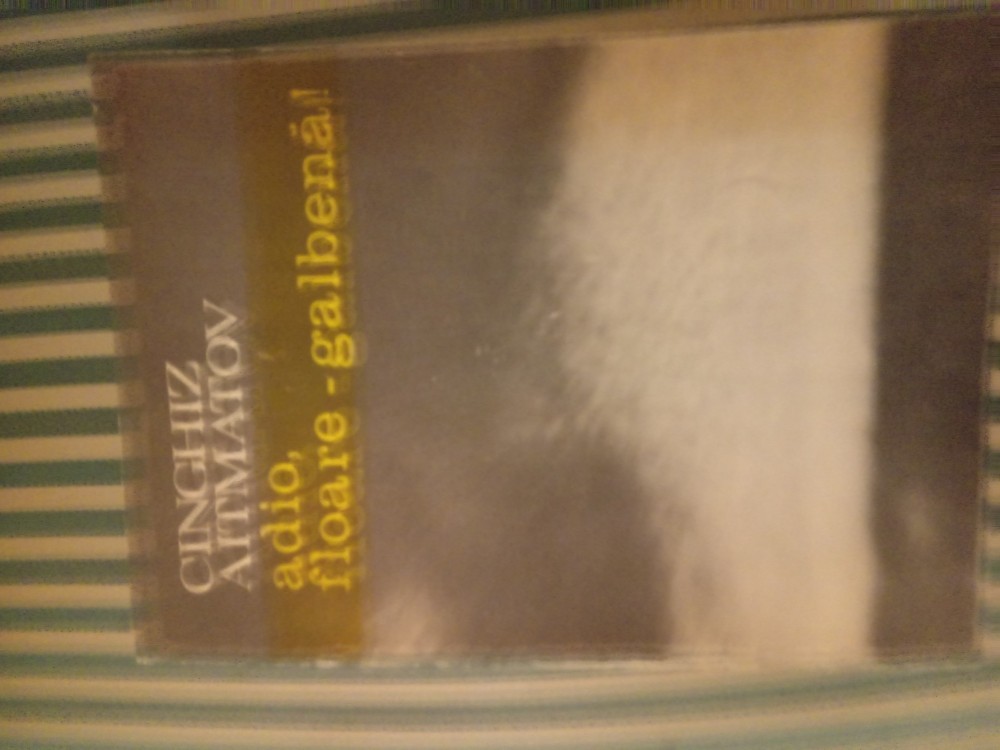 CINGHIZ
AITMATOV
adio,
floare-galbenă!